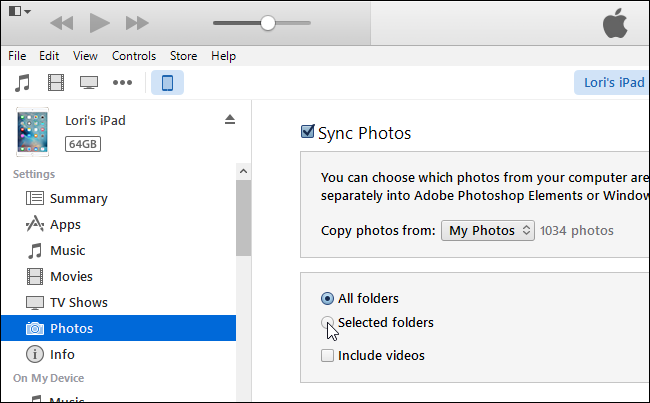 File Edit View Controls Store Help
Lori's iPad
Lori's iPad
64GB
Settings
Summary
Apps
Music
Movies
TV Shows
Photos
Info
On My Device
Music
Sync Photos
You can choose which photos from your computer are
separately into Adobe Photoshop Elements or Window
Copy photos from: My Photos 1034 photos
All folders
Selected folders
Include videos